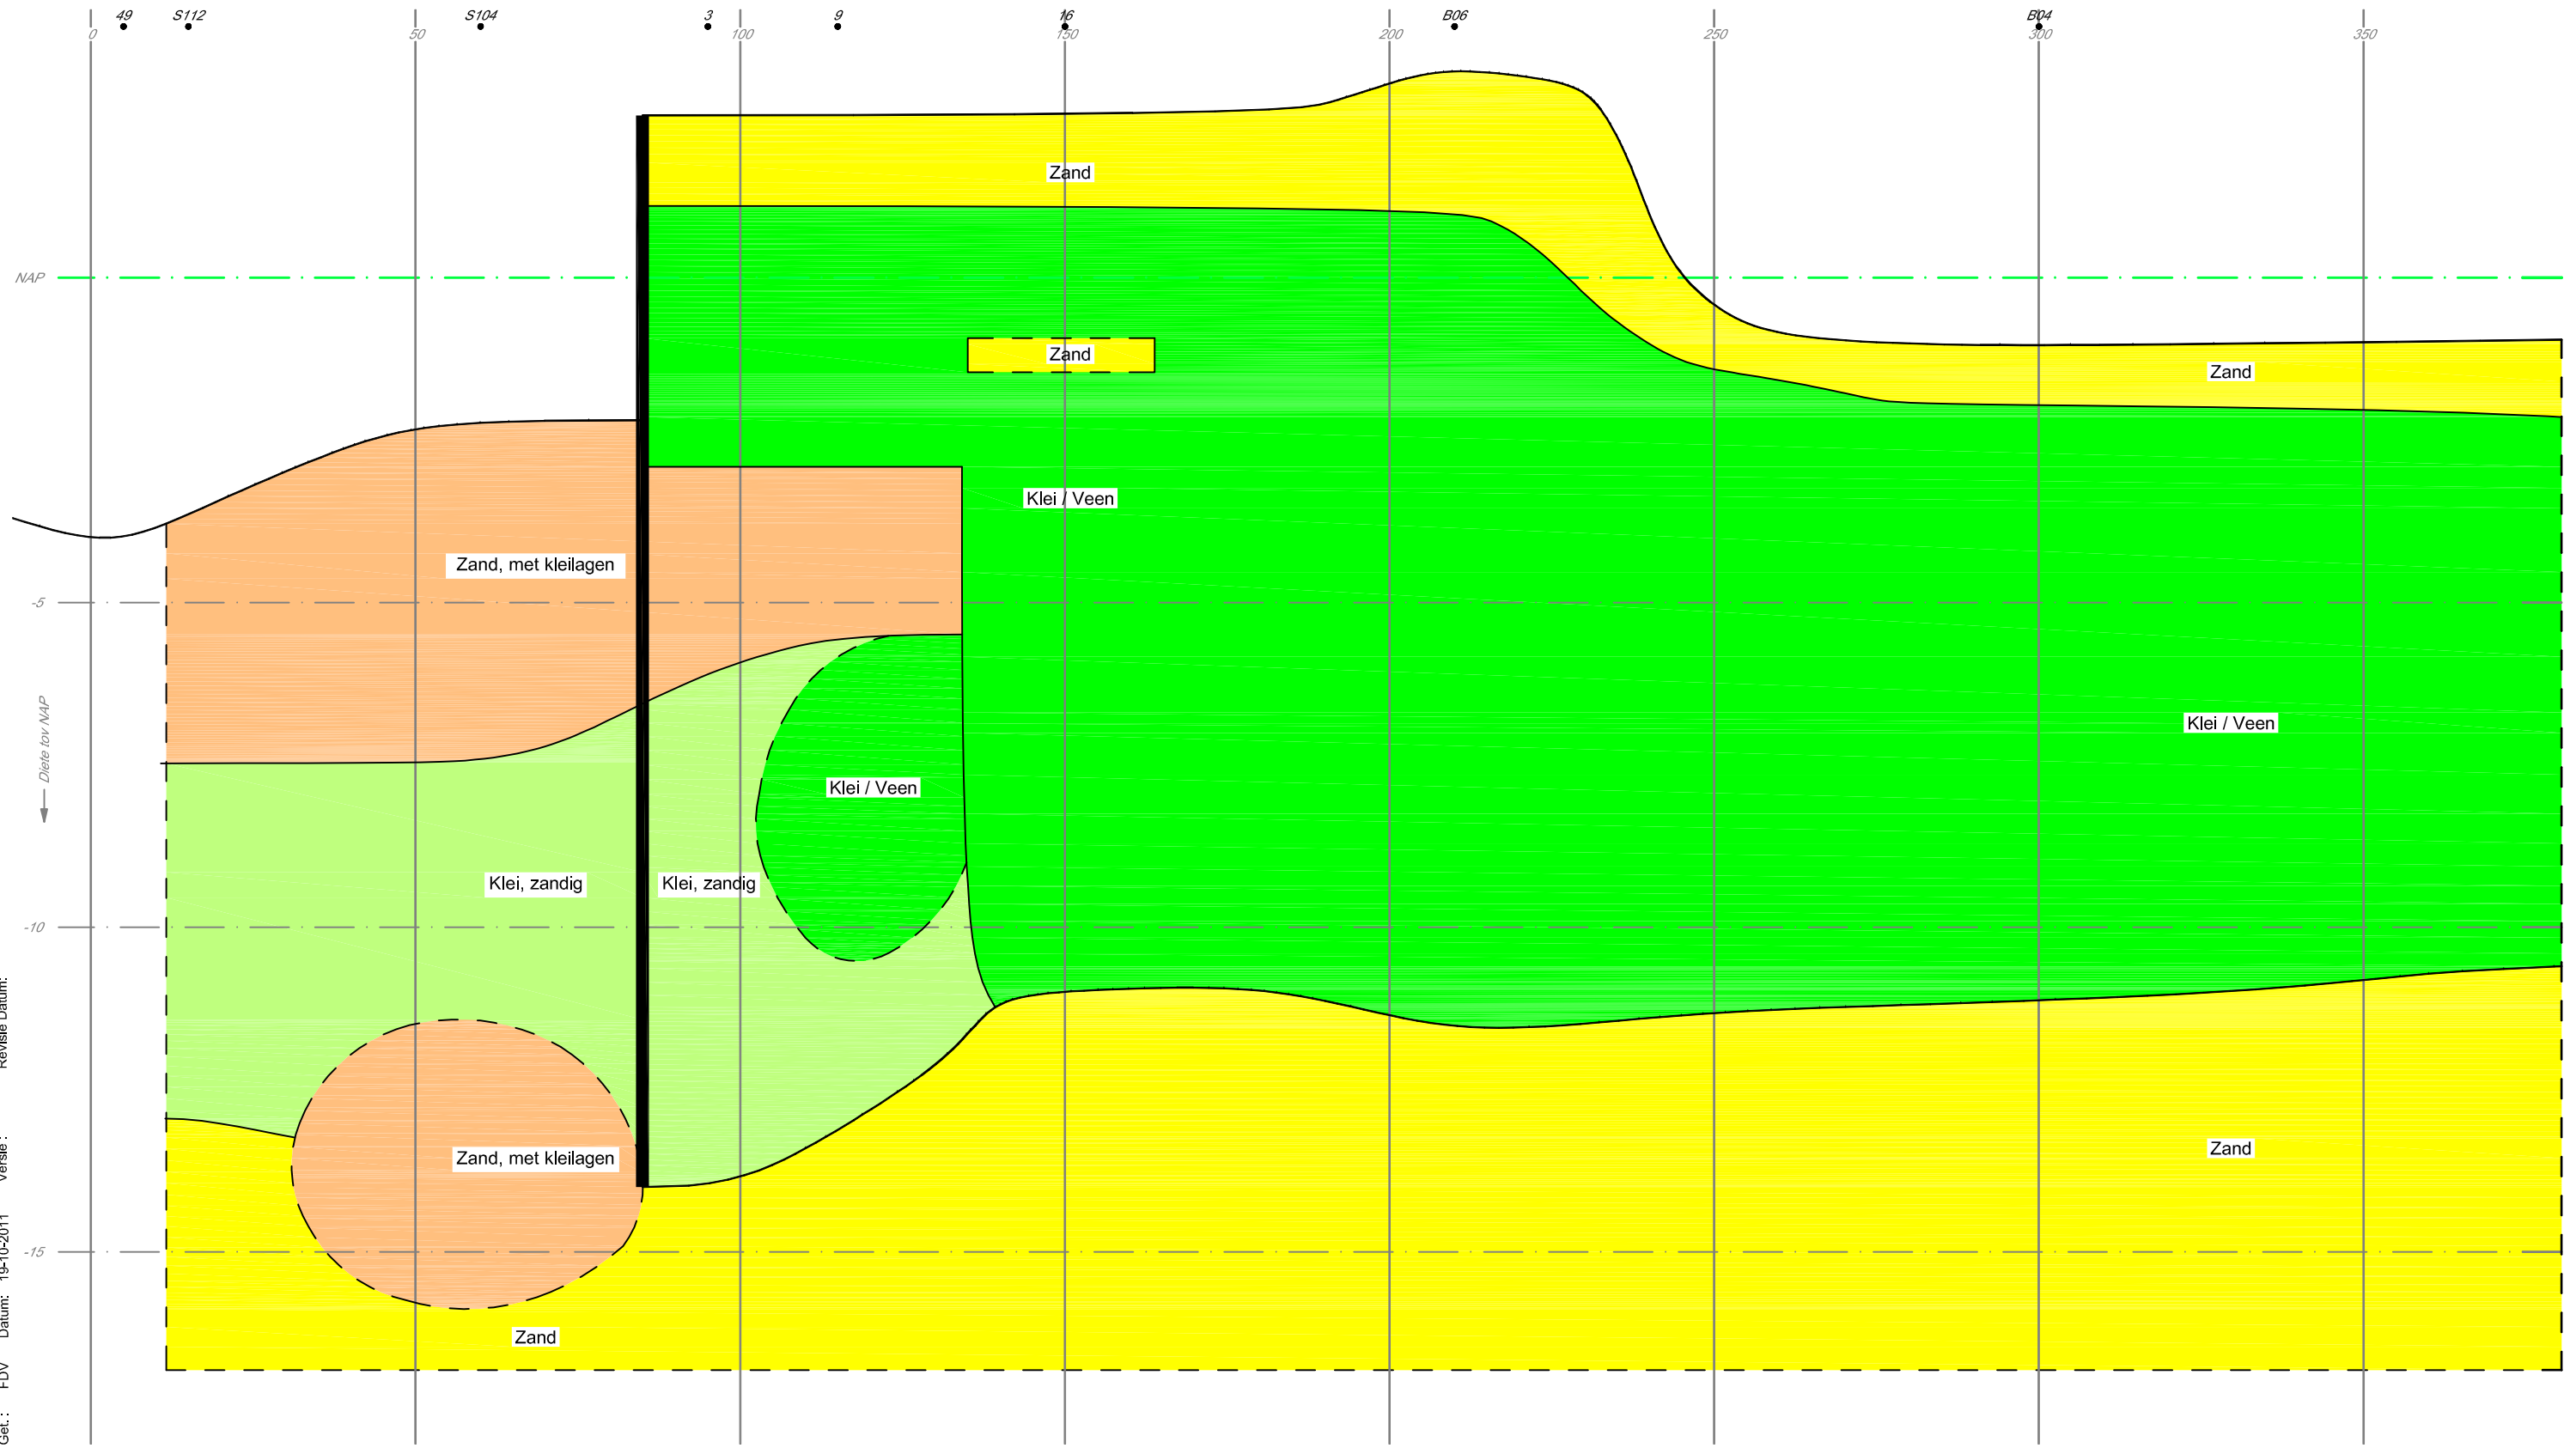 49 S112 S104 3 9 16 B06 B04
0 50 100 150 200 250 300 350
Zand
NAP
Zand
Zand
Klei / Veen
Zand, met kleilagen
-5
Diete tov NAP
Klei / Veen
Klei / Veen
Klei, zandig
Klei, zandig
-10
Zand
Zand, met kleilagen
-15
Zand
Get.: FDV Datum: 19-10-2011 Versie : Revisie Datum: